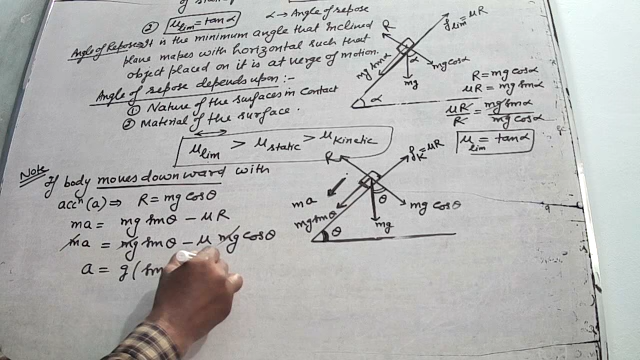 ② μlim = tanα α → Angle of repose
Angle of Repose → It is the minimum angle that inclined
plane makes with horizontal such that
object placed on it is at verge of motion.
Angle of repose depends upon :-
① Nature of the surfaces in contact
② Material of the surface.
μlim > μstatic > μkinetic
R
flim = μR
mg sinα
α
mg cosα
mg
α
R = mg cosα
μR = mg sinα
μR/R = mg sinα/mg cosα
μlim = tanα
Note
If body moves downward with
accⁿ (a) ⇒ R = mg cosθ
ma = mg sinθ - μR
ma = mg sinθ - μ mg cosθ
a = g(sin
R
fK = μR
ma
mg sinθ
θ
mg
mg cosθ
θ